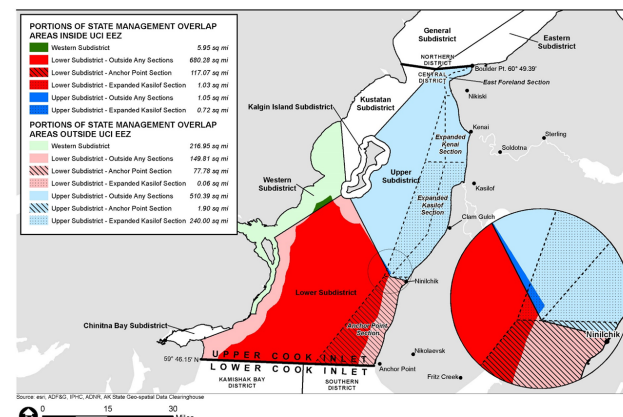 PORTIONS OF STATE MANAGEMENT OVERLAP
AREAS INSIDE UCI EEZ
Western Subdistrict 5.95 sq mi
Lower Subdistrict - Outside Any Sections 680.28 sq mi
Lower Subdistrict - Anchor Point Section 117.07 sq mi
Lower Subdistrict - Expanded Kasilof Section 1.03 sq mi
Upper Subdistrict - Outside Any Sections 1.05 sq mi
Upper Subdistrict - Expanded Kasilof Section 0.72 sq mi
PORTIONS OF STATE MANAGEMENT OVERLAP
AREAS OUTSIDE UCI EEZ
Western Subdistrict 216.95 sq mi
Lower Subdistrict - Outside Any Sections 149.81 sq mi
Lower Subdistrict - Anchor Point Section 77.78 sq mi
Lower Subdistrict - Expanded Kasilof Section 0.06 sq mi
Upper Subdistrict - Outside Any Sections 510.39 sq mi
Upper Subdistrict - Anchor Point Section 1.90 sq mi
Upper Subdistrict - Expanded Kasilof Section 240.00 sq mi
General
Subdistrict
Eastern
Subdistrict
NORTHERN
DISTRICT
CENTRAL
DISTRICT
Boulder Pt. 60° 49.39'
East Foreland Section
Nikiski
Kustatan
Subdistrict
Kalgin Island Subdistrict
Kenai
Sterling
Soldotna
Expanded
Kenai
Section
Upper
Subdistrict
Western
Subdistrict
Kasilof
Expanded
Kasilof
Section
Clam Gulch
Ninilchik
Lower Subdistrict
Chinitna Bay Subdistrict
Anchor Point
Section
Ninilchik
59° 46.15' N
UPPER COOK INLET
LOWER COOK INLET
Nikolaevsk
Anchor Point
Fritz Creek
KAMISHAK BAY
DISTRICT
SOUTHERN
DISTRICT
Source: esri, ADF&G, IPHC, ADNR, AK State Geo-spatial Data Clearinghouse
0 15 30
Miles